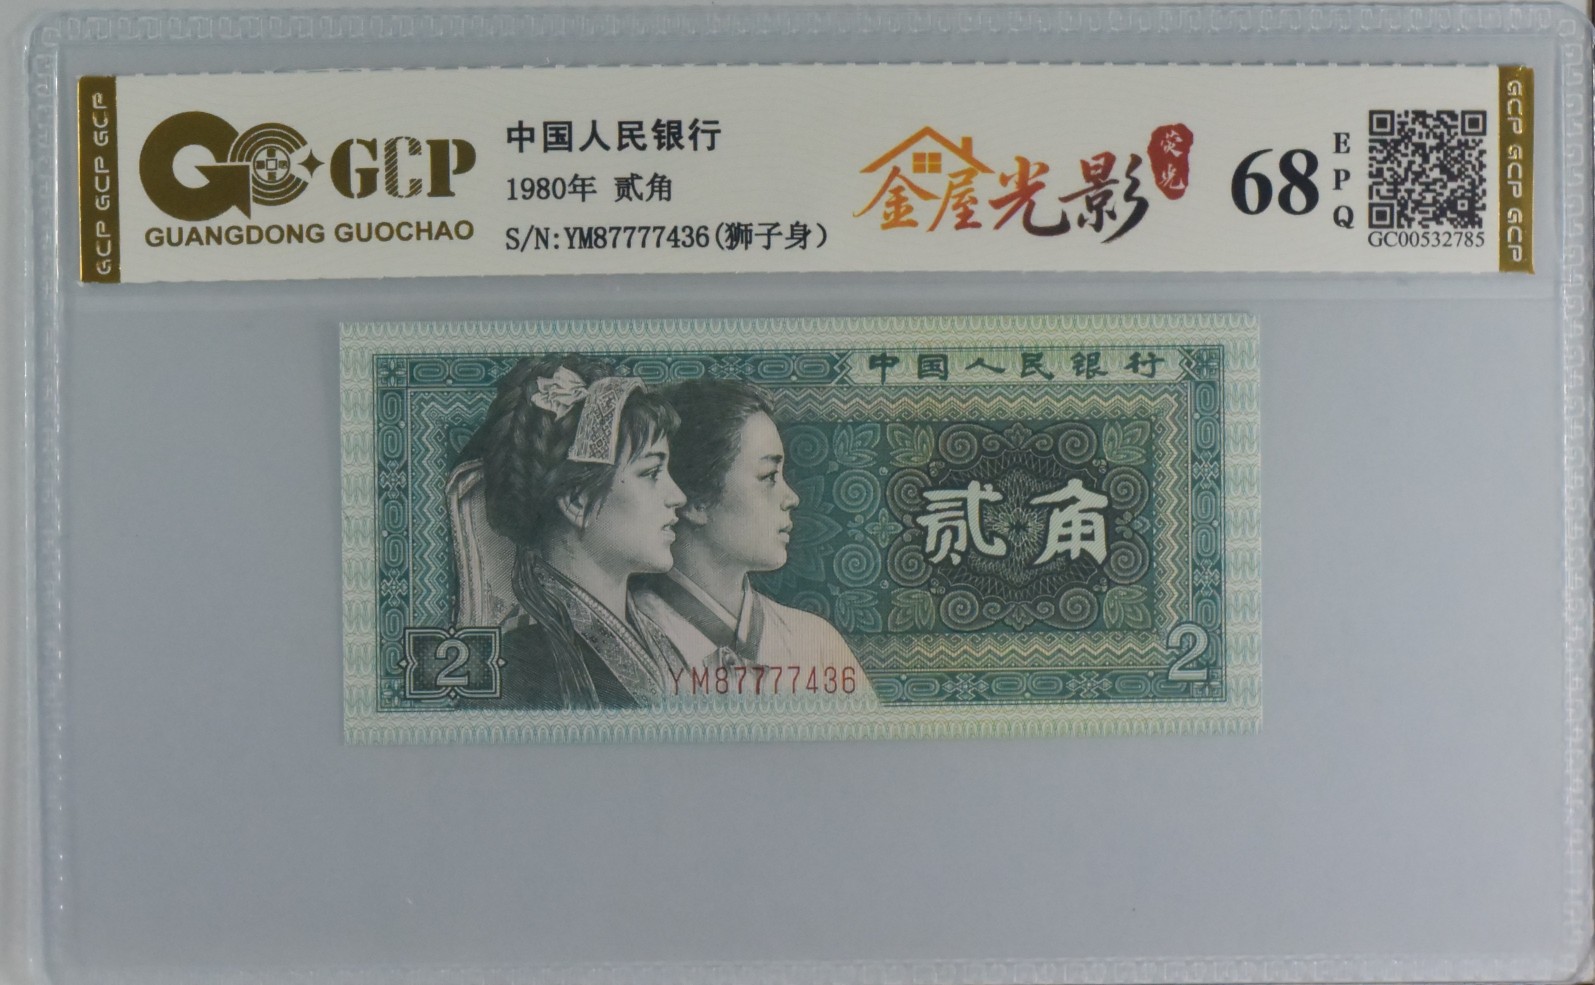 GCP GCP GCP
GCP
GUANGDONG GUOCHAO
中国人民银行
1980年 贰角
S/N:YM87777436(狮子身)
金屋光影
荧光
68
EPQ
GC00532785
GCP GCP GCP
中国人民银行
贰角
2
2
YM87777436